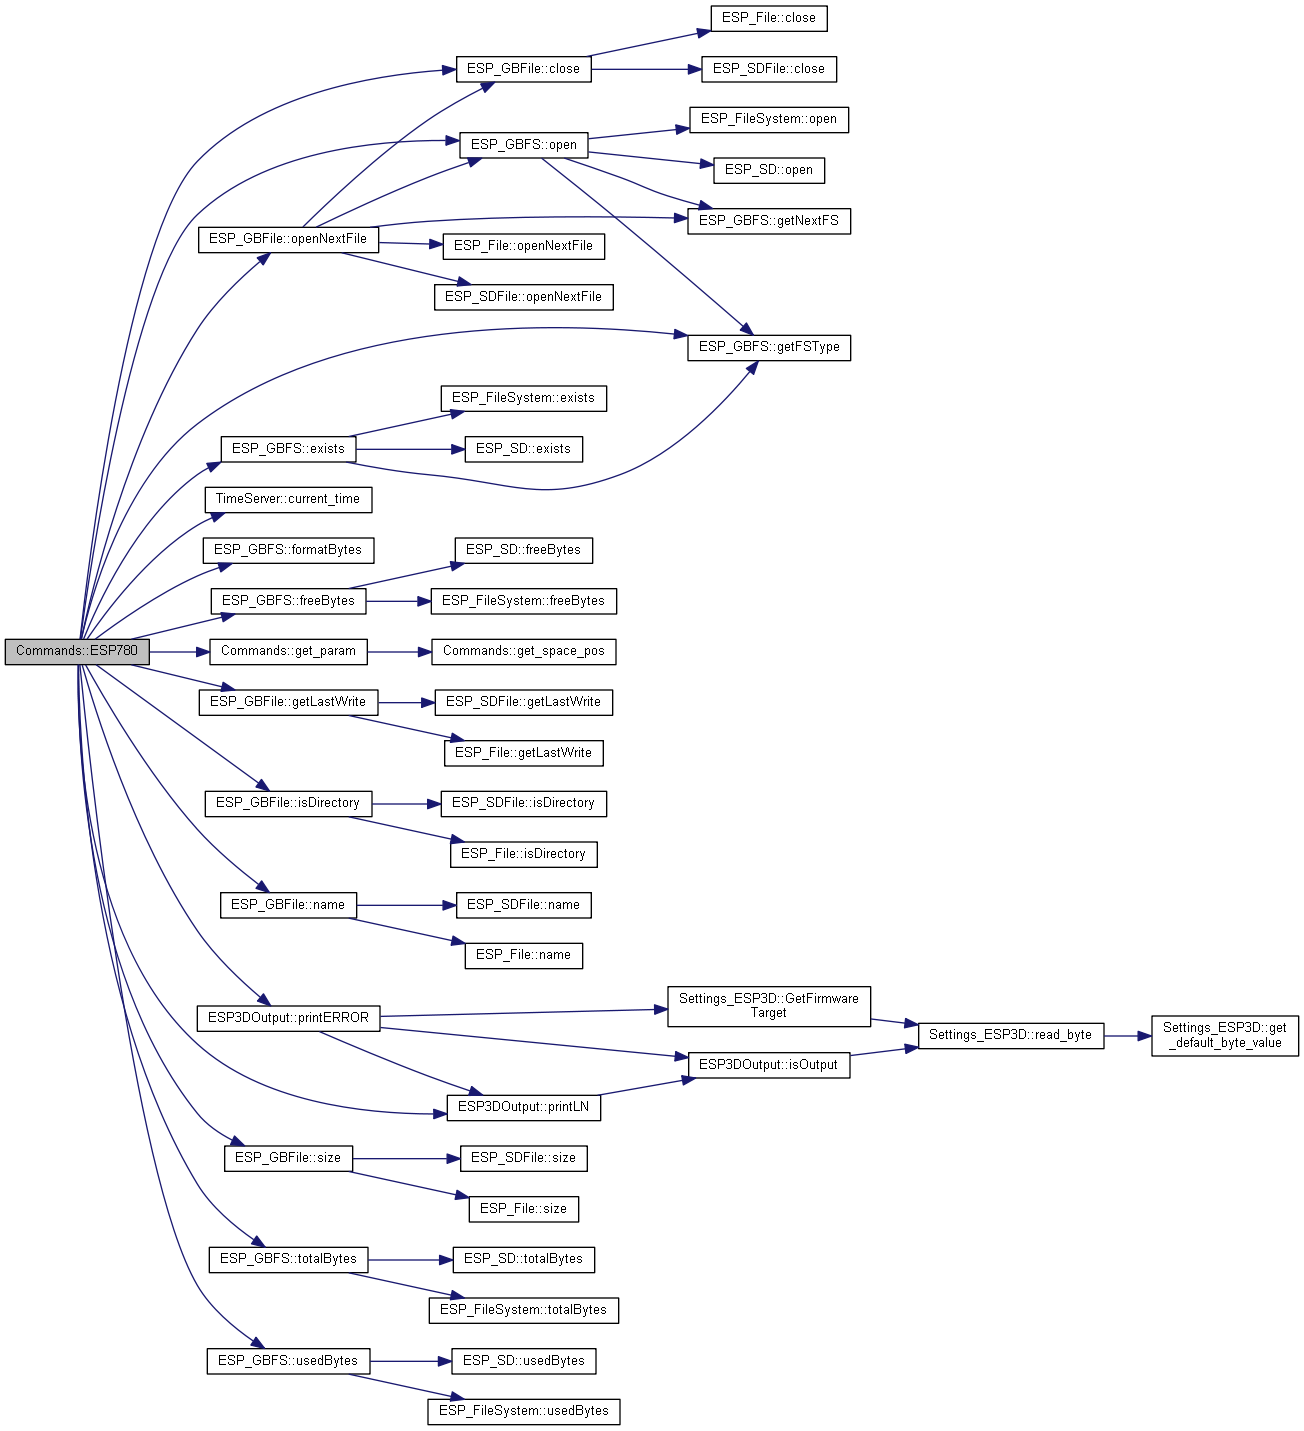 ESP_File::close
ESP_GBFile::close
ESP_SDFile::close
ESP_FileSystem::open
ESP_GBFS::open
ESP_SD::open
ESP_GBFS::getNextFS
ESP_GBFile::openNextFile
ESP_File::openNextFile
ESP_SDFile::openNextFile
ESP_GBFS::getFSType
ESP_FileSystem::exists
ESP_GBFS::exists
ESP_SD::exists
TimeServer::current_time
ESP_GBFS::formatBytes
ESP_SD::freeBytes
ESP_GBFS::freeBytes
ESP_FileSystem::freeBytes
Commands::ESP780
Commands::get_param
Commands::get_space_pos
ESP_GBFile::getLastWrite
ESP_SDFile::getLastWrite
ESP_File::getLastWrite
ESP_GBFile::isDirectory
ESP_SDFile::isDirectory
ESP_File::isDirectory
ESP_GBFile::name
ESP_SDFile::name
ESP_File::name
Settings_ESP3D::GetFirmware
Target
ESP3DOutput::printERROR
Settings_ESP3D::read_byte
Settings_ESP3D::get
_default_byte_value
ESP3DOutput::isOutput
ESP3DOutput::printLN
ESP_GBFile::size
ESP_SDFile::size
ESP_File::size
ESP_GBFS::totalBytes
ESP_SD::totalBytes
ESP_FileSystem::totalBytes
ESP_GBFS::usedBytes
ESP_SD::usedBytes
ESP_FileSystem::usedBytes